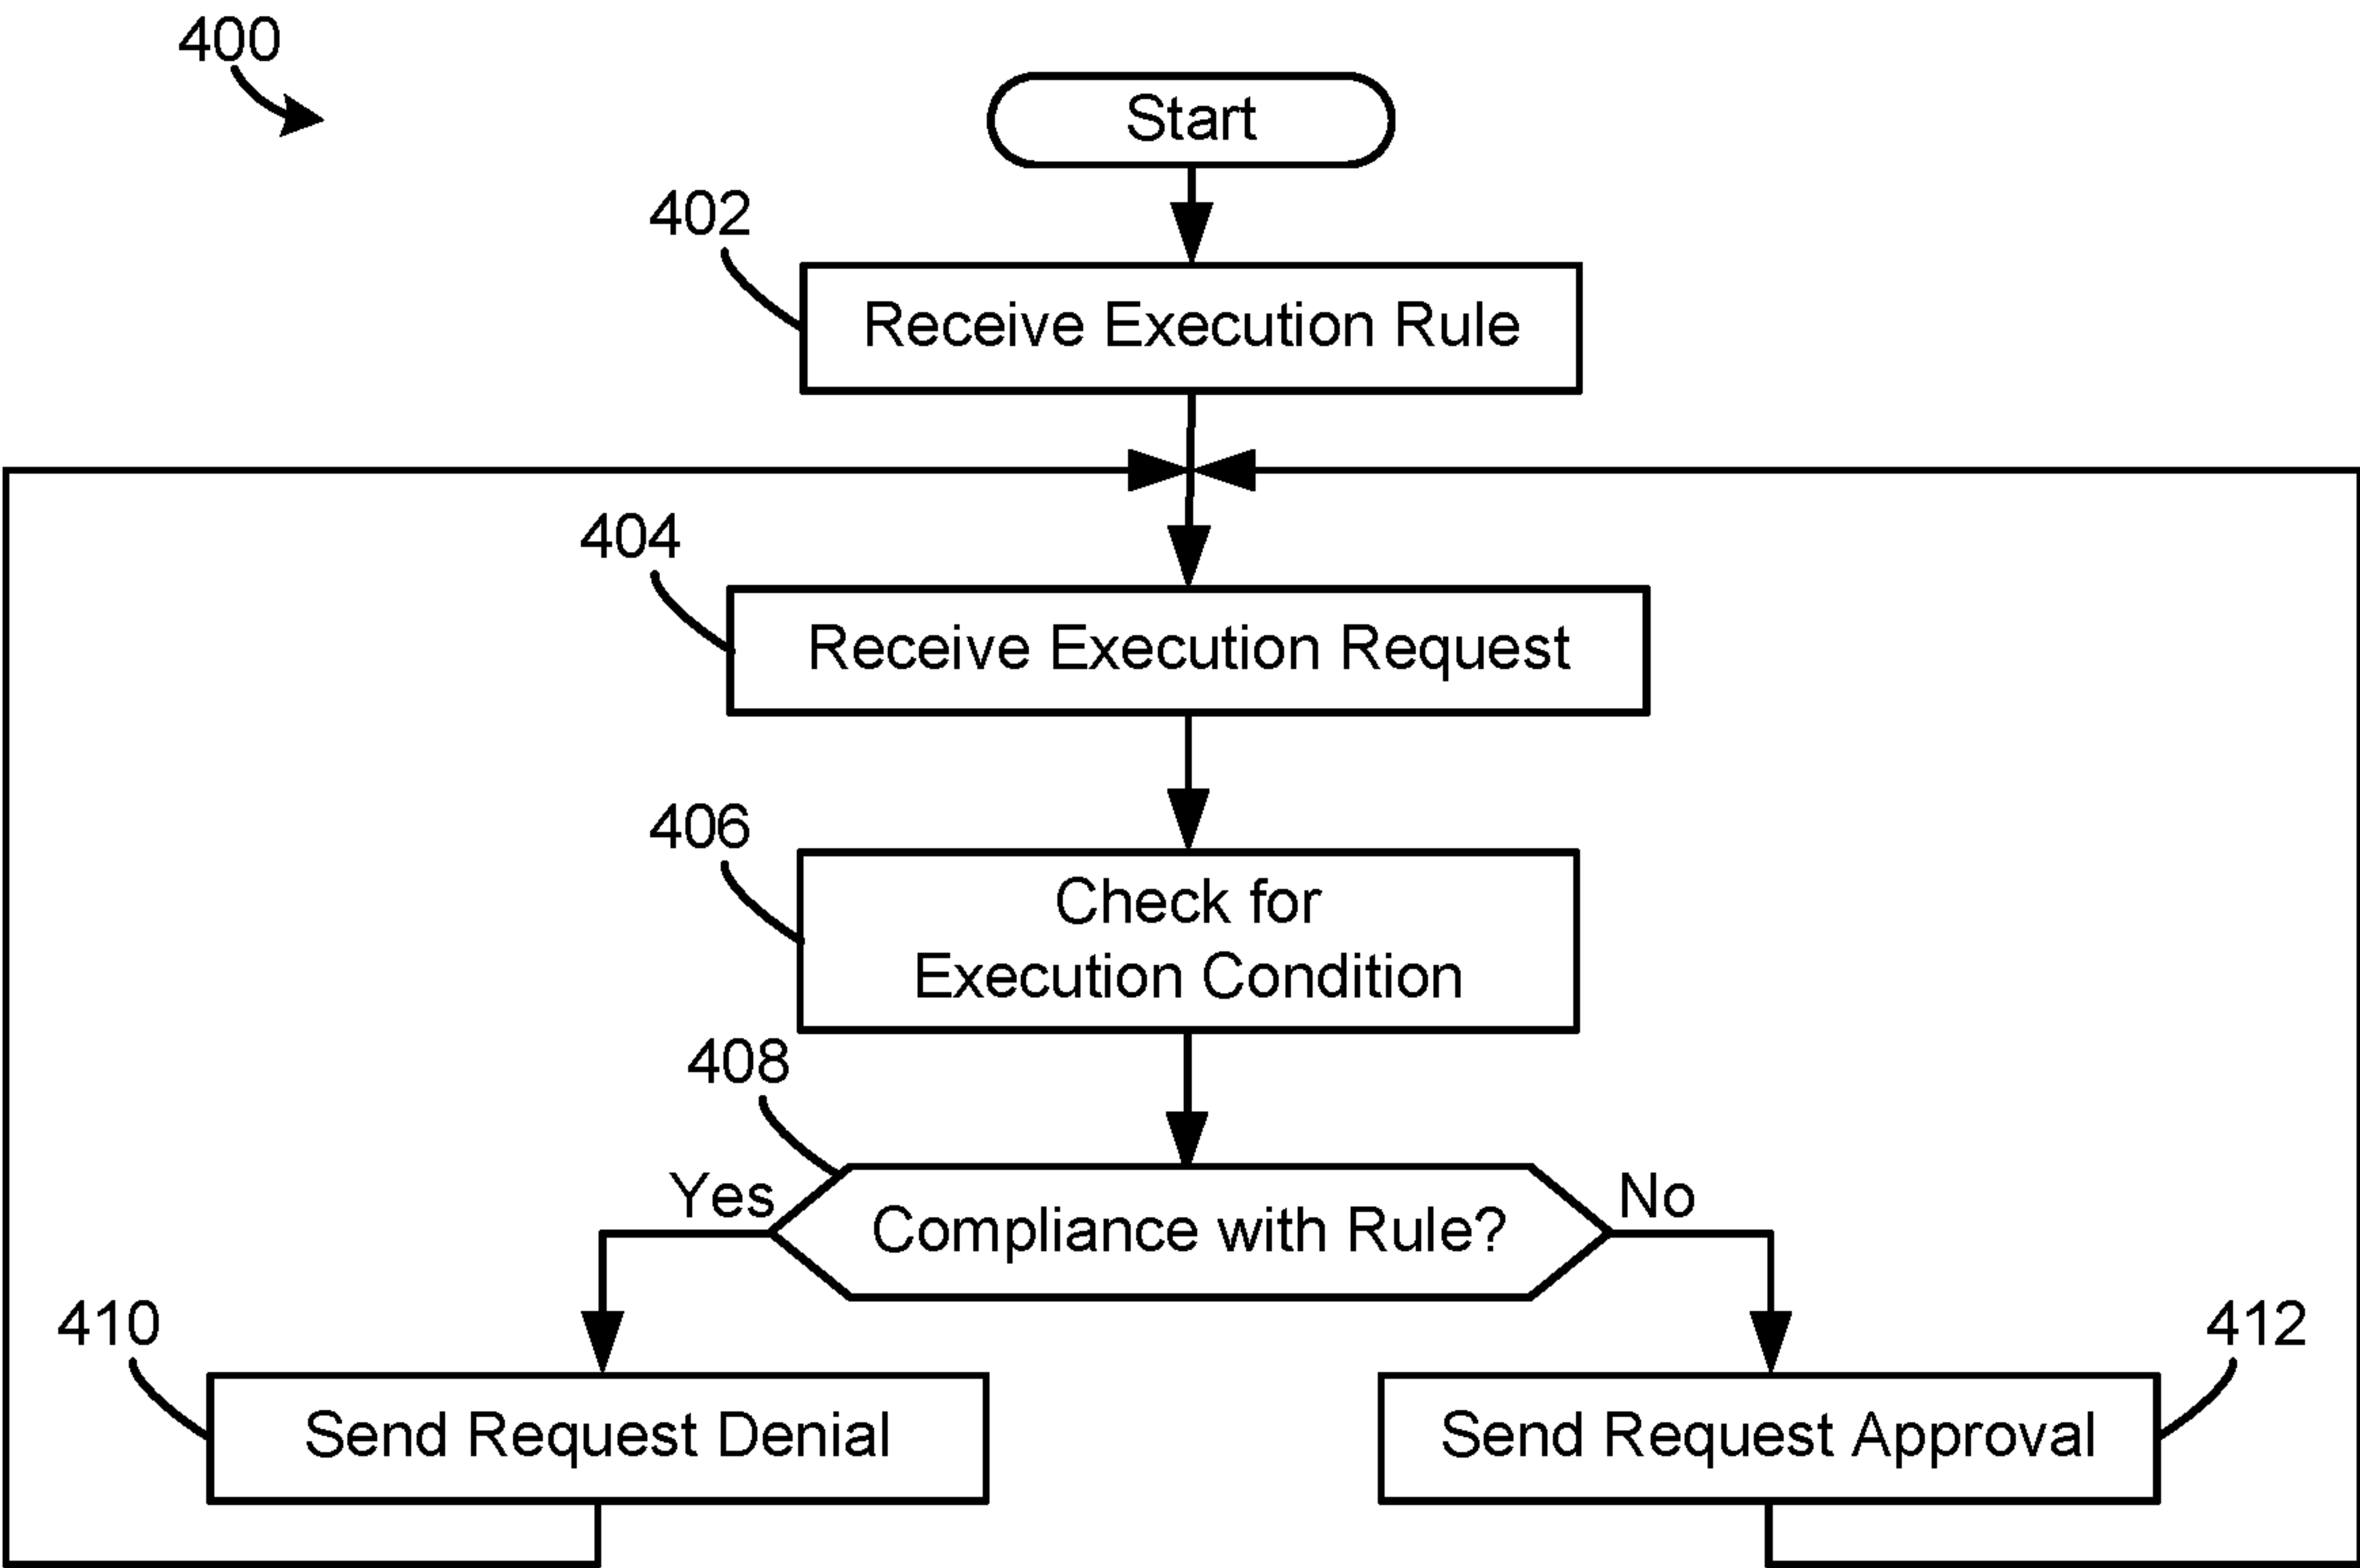 400
Start
402
Receive Execution Rule
404
Receive Execution Request
406
Check for
Execution Condition
408
Yes
No
Compliance with Rule?
410
412
Send Request Denial
Send Request Approval